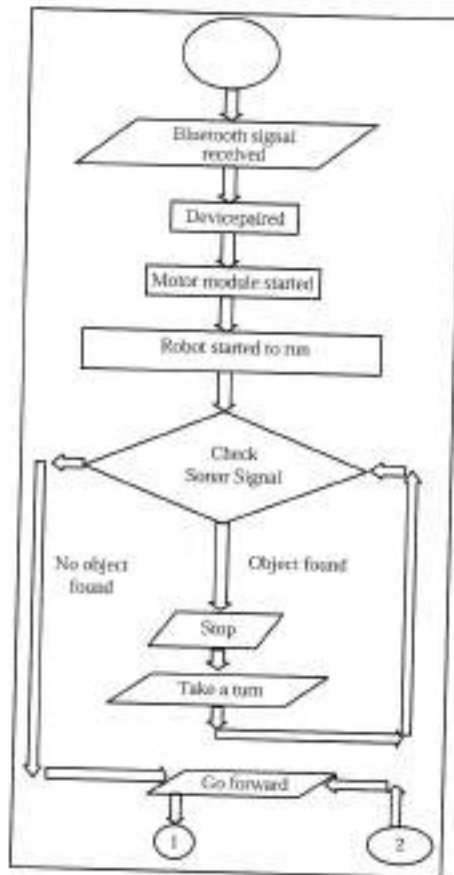 Bluetooth signal
received
Devicepaired
Motor module started
Robot started to run
Check
Sonar Signal
No object
found
Object found
Stop
Take a turn
Go forward
1
2